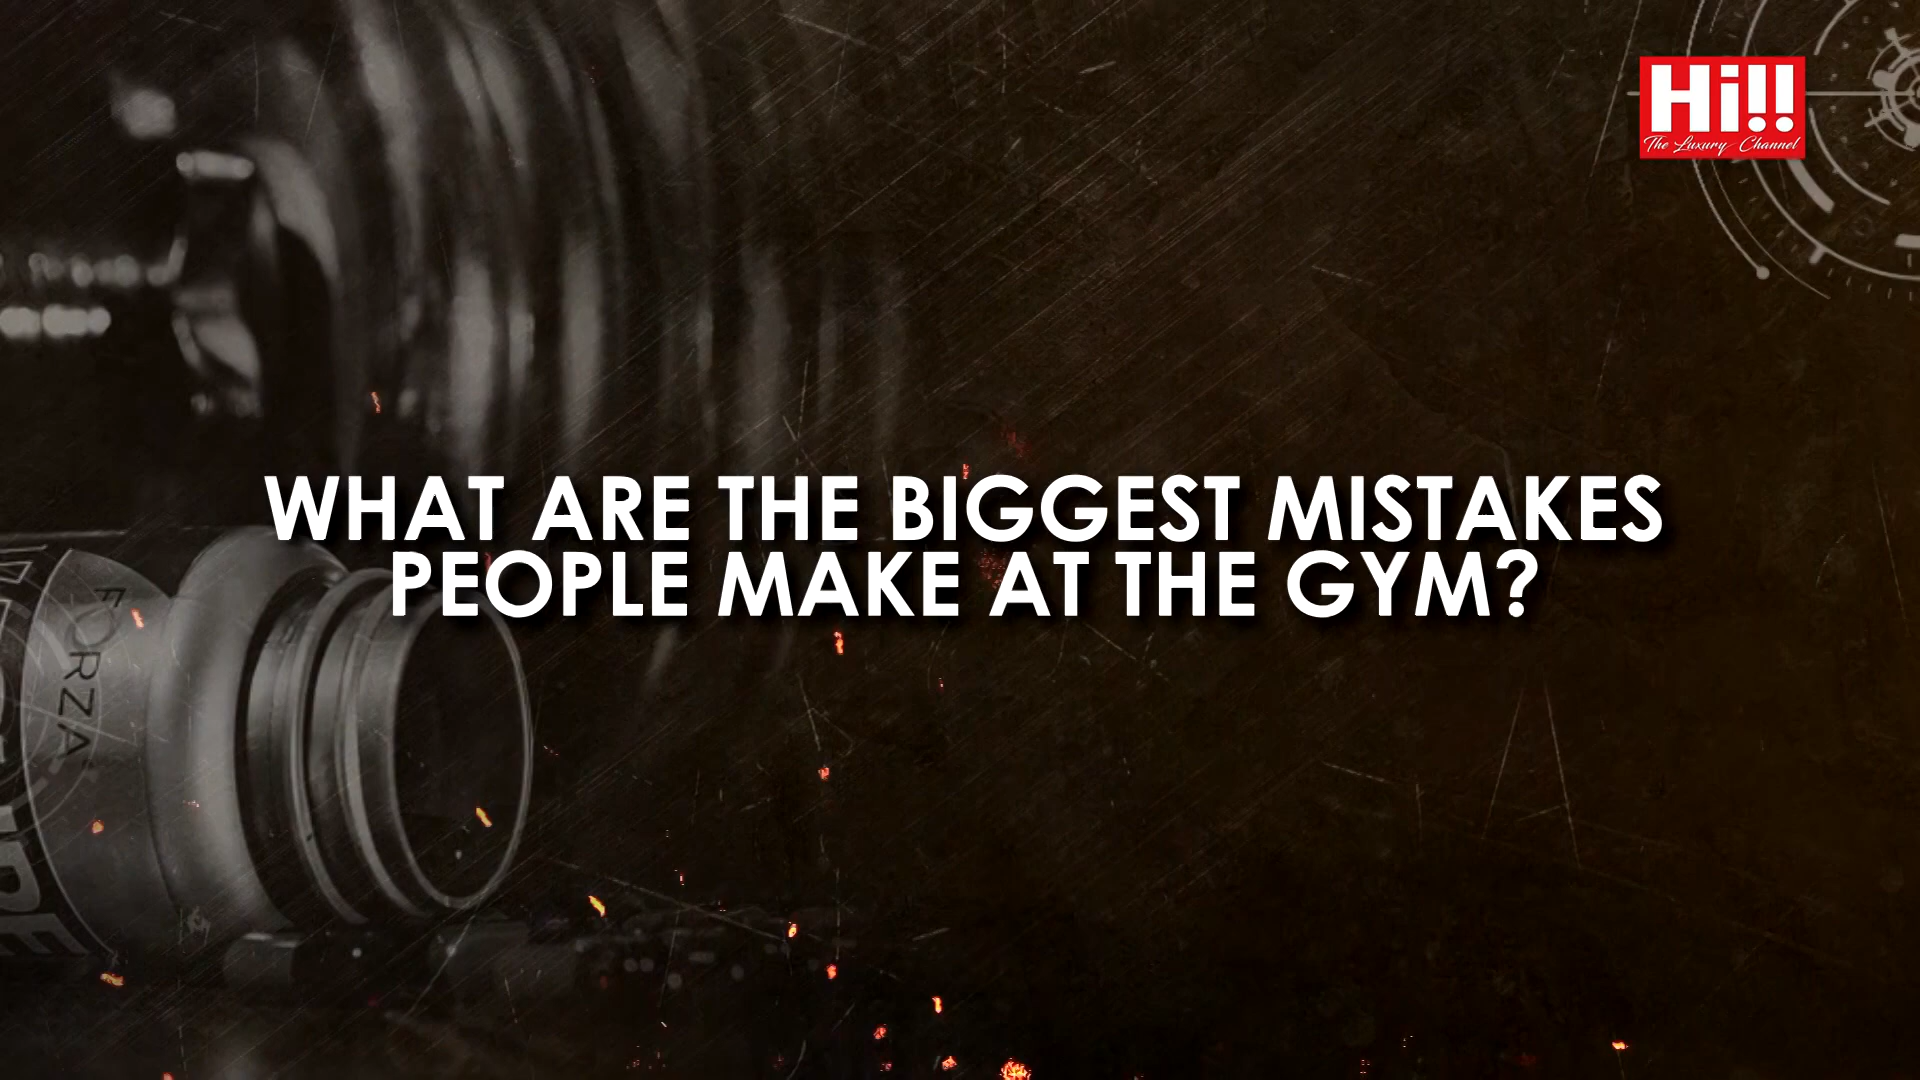 Hi!!
The Luxury Channel
WHAT ARE THE BIGGEST MISTAKES
PEOPLE MAKE AT THE GYM?
FORZA